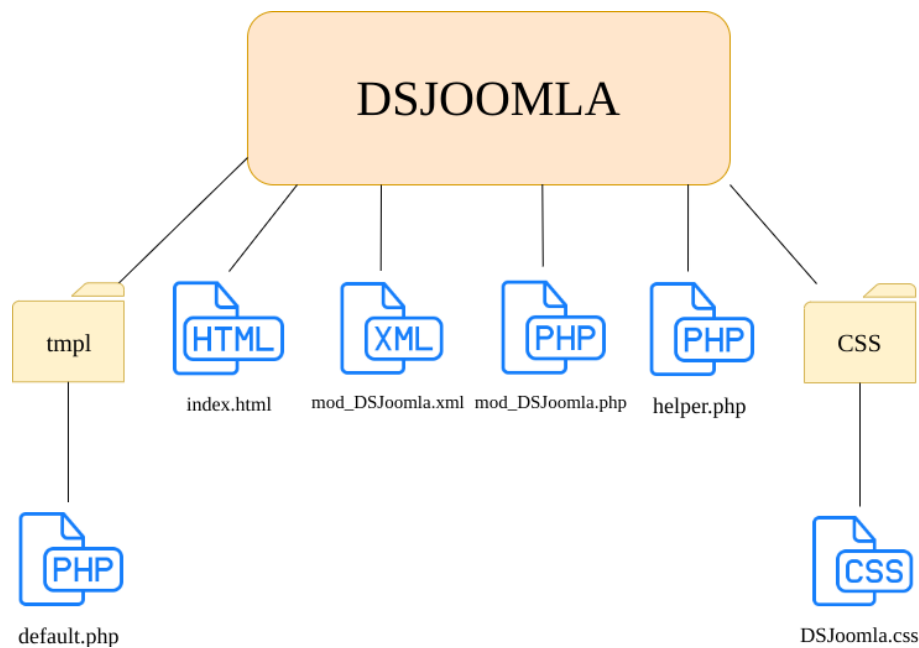 DSJOOMLA
tmpl
HTML
XML
PHP
PHP
CSS
index.html
mod_DSJoomla.xml
mod_DSJoomla.php
helper.php
PHP
CSS
default.php
DSJoomla.css